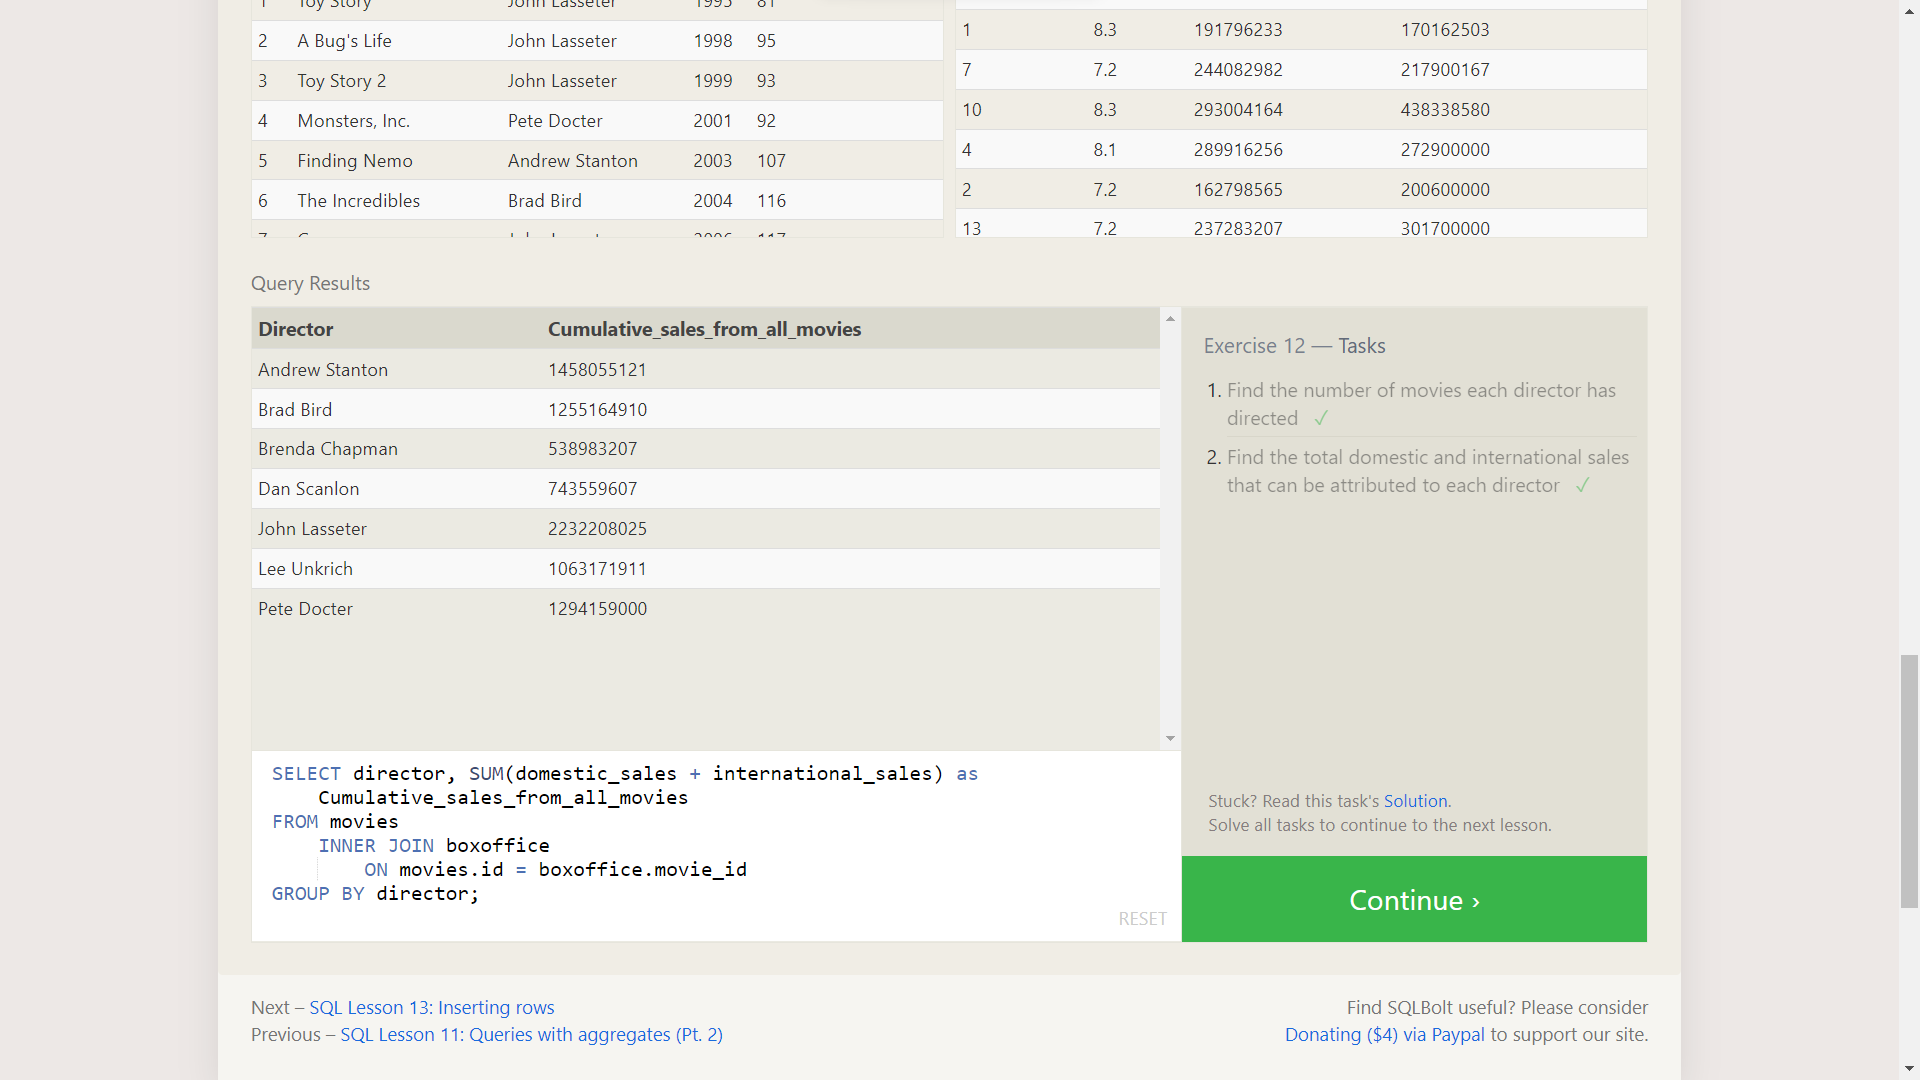 1 Toy Story John Lasseter 1995 81
2 A Bug's Life John Lasseter 1998 95
3 Toy Story 2 John Lasseter 1999 93
4 Monsters, Inc. Pete Docter 2001 92
5 Finding Nemo Andrew Stanton 2003 107
6 The Incredibles Brad Bird 2004 116
1 8.3 191796233 170162503
7 7.2 244082982 217900167
10 8.3 293004164 438338580
4 8.1 289916256 272900000
2 7.2 162798565 200600000
13 7.2 237283207 301700000
Query Results
Director Cumulative_sales_from_all_movies
Andrew Stanton 1458055121
Brad Bird 1255164910
Brenda Chapman 538983207
Dan Scanlon 743559607
John Lasseter 2232208025
Lee Unkrich 1063171911
Pete Docter 1294159000
SELECT director, SUM(domestic_sales + international_sales) as
Cumulative_sales_from_all_movies
FROM movies
INNER JOIN boxoffice
ON movies.id = boxoffice.movie_id
GROUP BY director;
RESET
Exercise 12 — Tasks
1. Find the number of movies each director has
directed ✓
2. Find the total domestic and international sales
that can be attributed to each director ✓
Stuck? Read this task's Solution.
Solve all tasks to continue to the next lesson.
Continue ›
Next – SQL Lesson 13: Inserting rows
Previous – SQL Lesson 11: Queries with aggregates (Pt. 2)
Find SQLBolt useful? Please consider
Donating ($4) via Paypal to support our site.